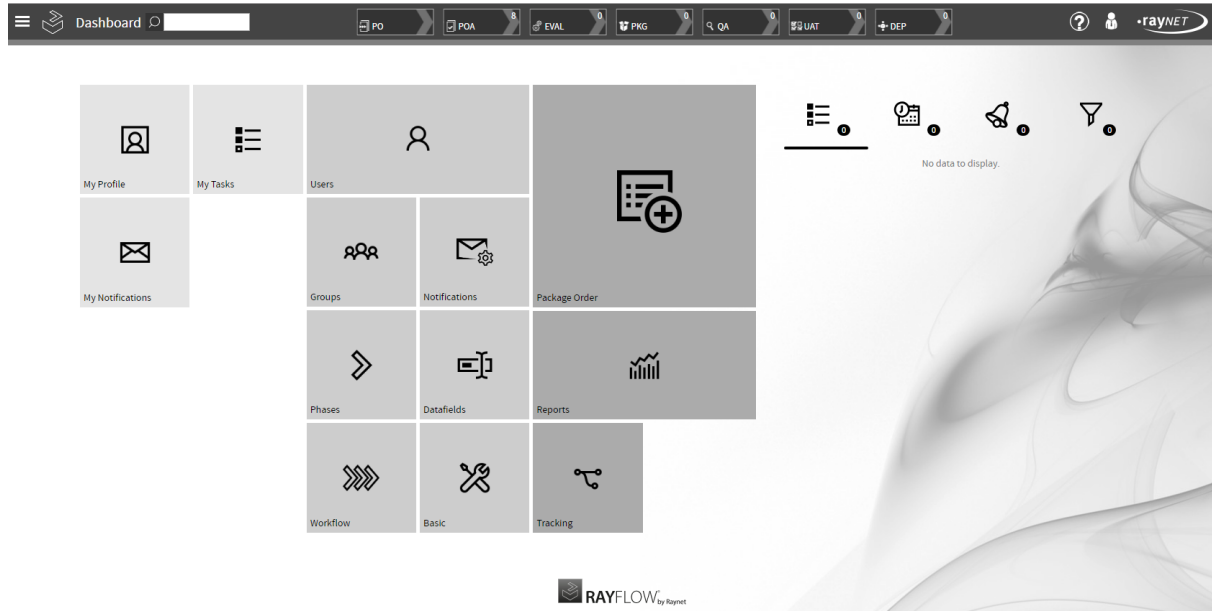 Dashboard
PO
POA 8
EVAL 0
PKG 0
QA 0
UAT 0
DEP 0
?
•rayNET
My Profile
My Tasks
Users
Package Order
0 0 0 0
No data to display.
My Notifications
Groups
Notifications
Phases
Datafields
Reports
Workflow
Basic
Tracking
RAYFLOW® by Raynet